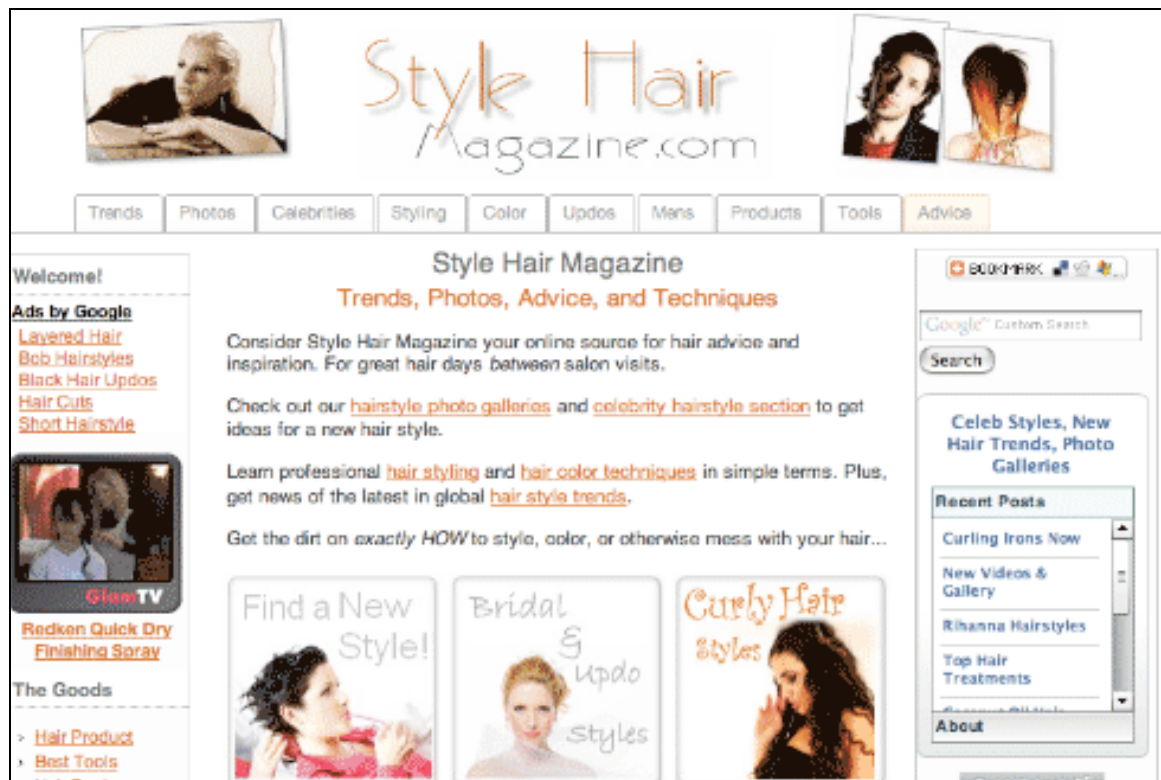 Style Hair
Magazine.com
Trends Photos Celebrities Styling Color Updos Mens Products Tools Advice
Welcome!
Ads by Google
Layered Hair
Bob Hairstyles
Black Hair Updos
Hair Cuts
Short Hairstyle
GlamTV
Redken Quick Dry
Finishing Spray
The Goods
Hair Product
Best Tools
Style Hair Magazine
Trends, Photos, Advice, and Techniques
Consider Style Hair Magazine your online source for hair advice and
inspiration. For great hair days between salon visits.
Check out our hairstyle photo galleries and celebrity hairstyle section to get
ideas for a new hair style.
Learn professional hair styling and hair color techniques in simple terms. Plus,
get news of the latest in global hair style trends.
Get the dirt on exactly HOW to style, color, or otherwise mess with your hair...
Find a New
Style!
Bridal
&
Updo
Styles
Curly Hair
Styles
BOOKMARK
Google Custom Search
Search
Celeb Styles, New
Hair Trends, Photo
Galleries
Recent Posts
Curling Irons Now
New Videos &
Gallery
Rihanna Hairstyles
Top Hair
Treatments
About